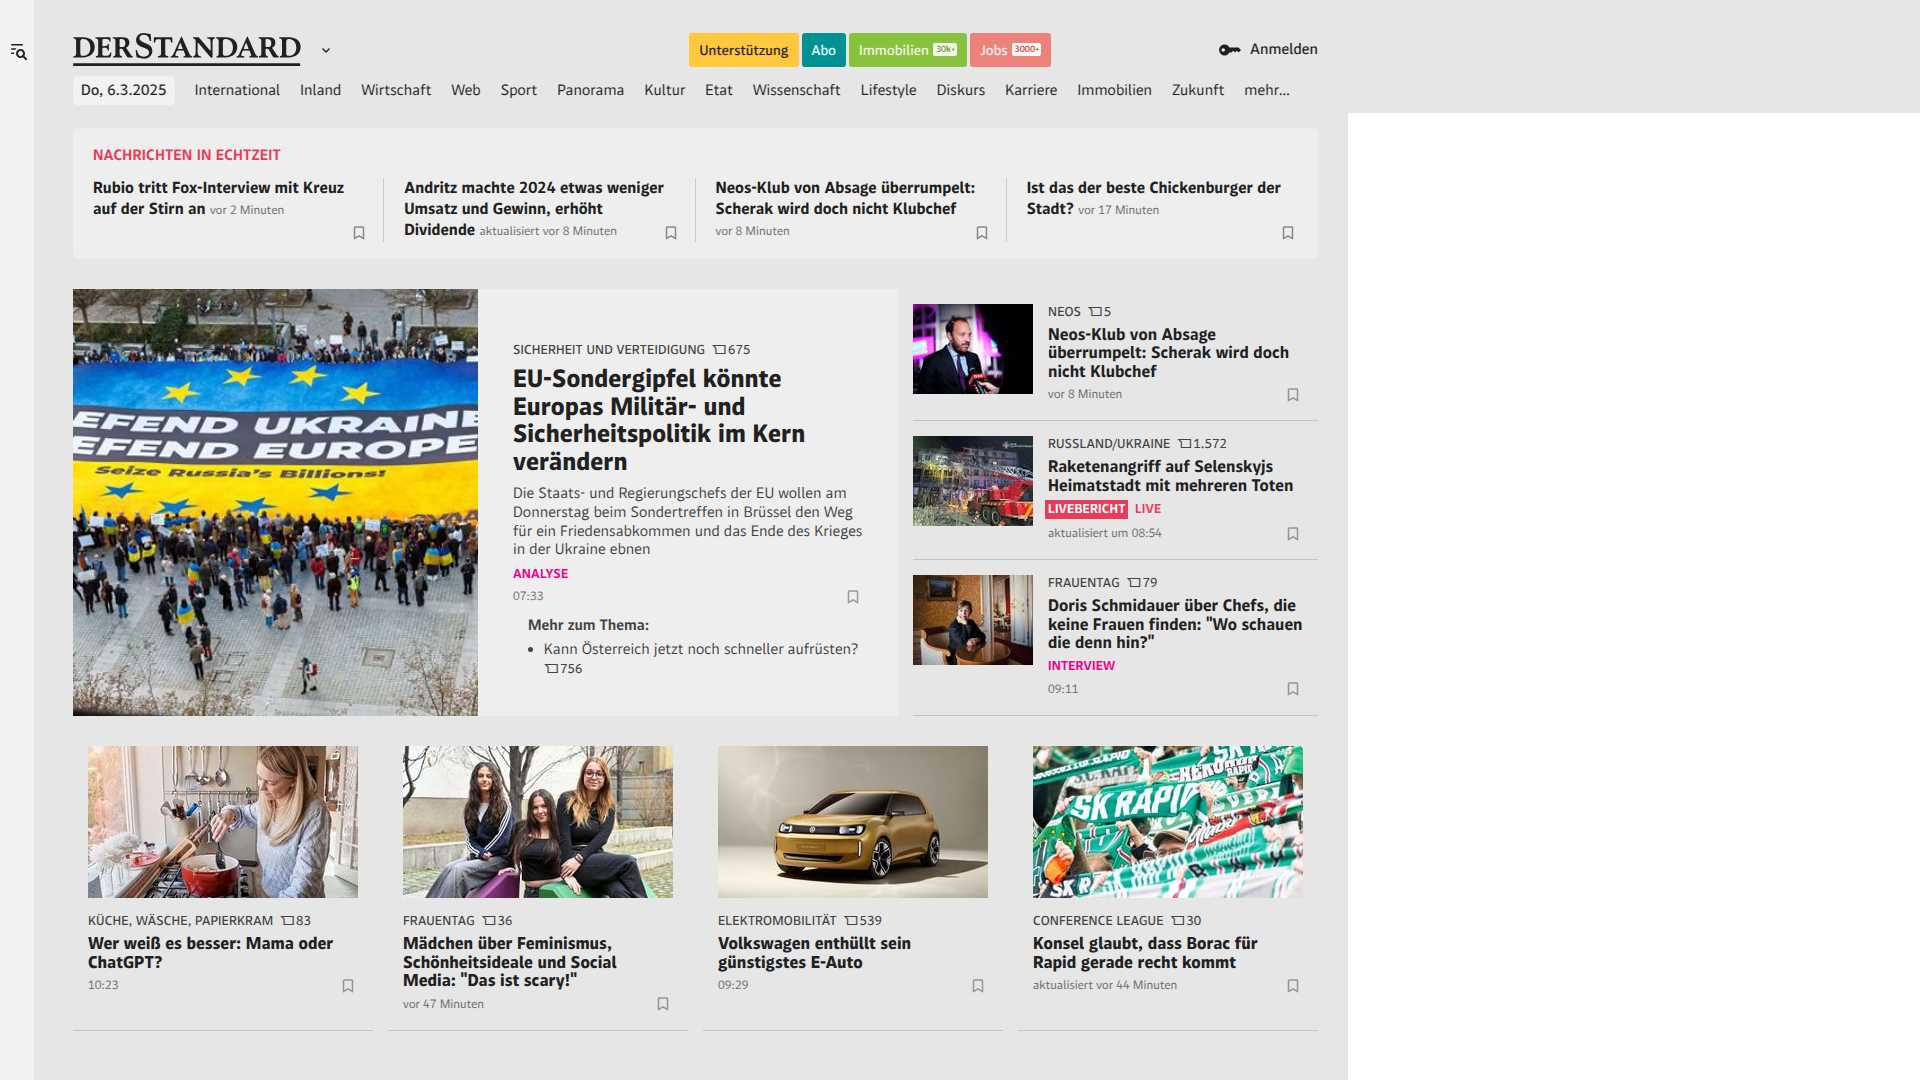 DERSTANDARD
Unterstützung
Abo
Immobilien 30k+
Jobs 3000+
Anmelden
Do, 6.3.2025
International
Inland
Wirtschaft
Web
Sport
Panorama
Kultur
Etat
Wissenschaft
Lifestyle
Diskurs
Karriere
Immobilien
Zukunft
mehr...
NACHRICHTEN IN ECHTZEIT
Rubio tritt Fox-Interview mit Kreuz
auf der Stirn an vor 2 Minuten
Andritz machte 2024 etwas weniger
Umsatz und Gewinn, erhöht
Dividende aktualisiert vor 8 Minuten
Neos-Klub von Absage überrumpelt:
Scherak wird doch nicht Klubchef
vor 8 Minuten
Ist das der beste Chickenburger der
Stadt? vor 17 Minuten
EFEND UKRAINE
EFEND EUROPE
Seize Russia's Billions!
SICHERHEIT UND VERTEIDIGUNG 675
EU-Sondergipfel könnte
Europas Militär- und
Sicherheitspolitik im Kern
verändern
Die Staats- und Regierungschefs der EU wollen am
Donnerstag beim Sondertreffen in Brüssel den Weg
für ein Friedensabkommen und das Ende des Krieges
in der Ukraine ebnen
ANALYSE
07:33
Mehr zum Thema:
• Kann Österreich jetzt noch schneller aufrüsten?
756
NEOS 5
Neos-Klub von Absage
überrumpelt: Scherak wird doch
nicht Klubchef
vor 8 Minuten
RUSSLAND/UKRAINE 1.572
Raketenangriff auf Selenskyjs
Heimatstadt mit mehreren Toten
LIVEBERICHT LIVE
aktualisiert um 08:54
FRAUENTAG 79
Doris Schmidauer über Chefs, die
keine Frauen finden: "Wo schauen
die denn hin?"
INTERVIEW
09:11
KÜCHE, WÄSCHE, PAPIERKRAM 83
Wer weiß es besser: Mama oder
ChatGPT?
10:23
FRAUENTAG 36
Mädchen über Feminismus,
Schönheitsideale und Social
Media: "Das ist scary!"
vor 47 Minuten
ELEKTROMOBILITÄT 539
Volkswagen enthüllt sein
günstigstes E-Auto
09:29
SK RAPID
SK RA
CONFERENCE LEAGUE 30
Konsel glaubt, dass Borac für
Rapid gerade recht kommt
aktualisiert vor 44 Minuten